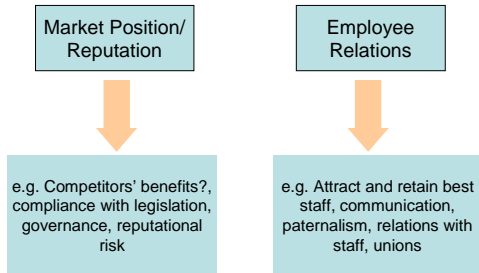 Market Position/
Reputation
Employee
Relations
e.g. Competitors' benefits?,
compliance with legislation,
governance, reputational
risk
e.g. Attract and retain best
staff, communication,
paternalism, relations with
staff, unions